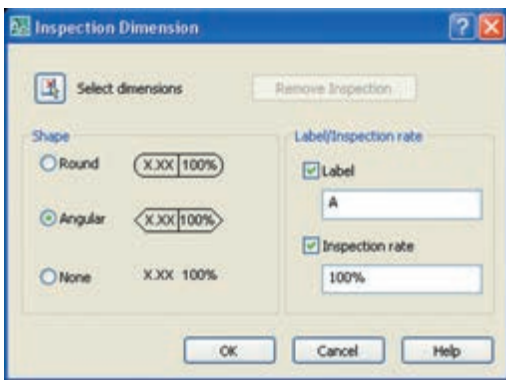 Inspection Dimension
Select dimensions
Remove Inspection
Shape
Round
X.XX 100%
Angular
X.XX 100%
None
X.XX 100%
Label/Inspection rate
Label
A
Inspection rate
100%
OK
Cancel
Help